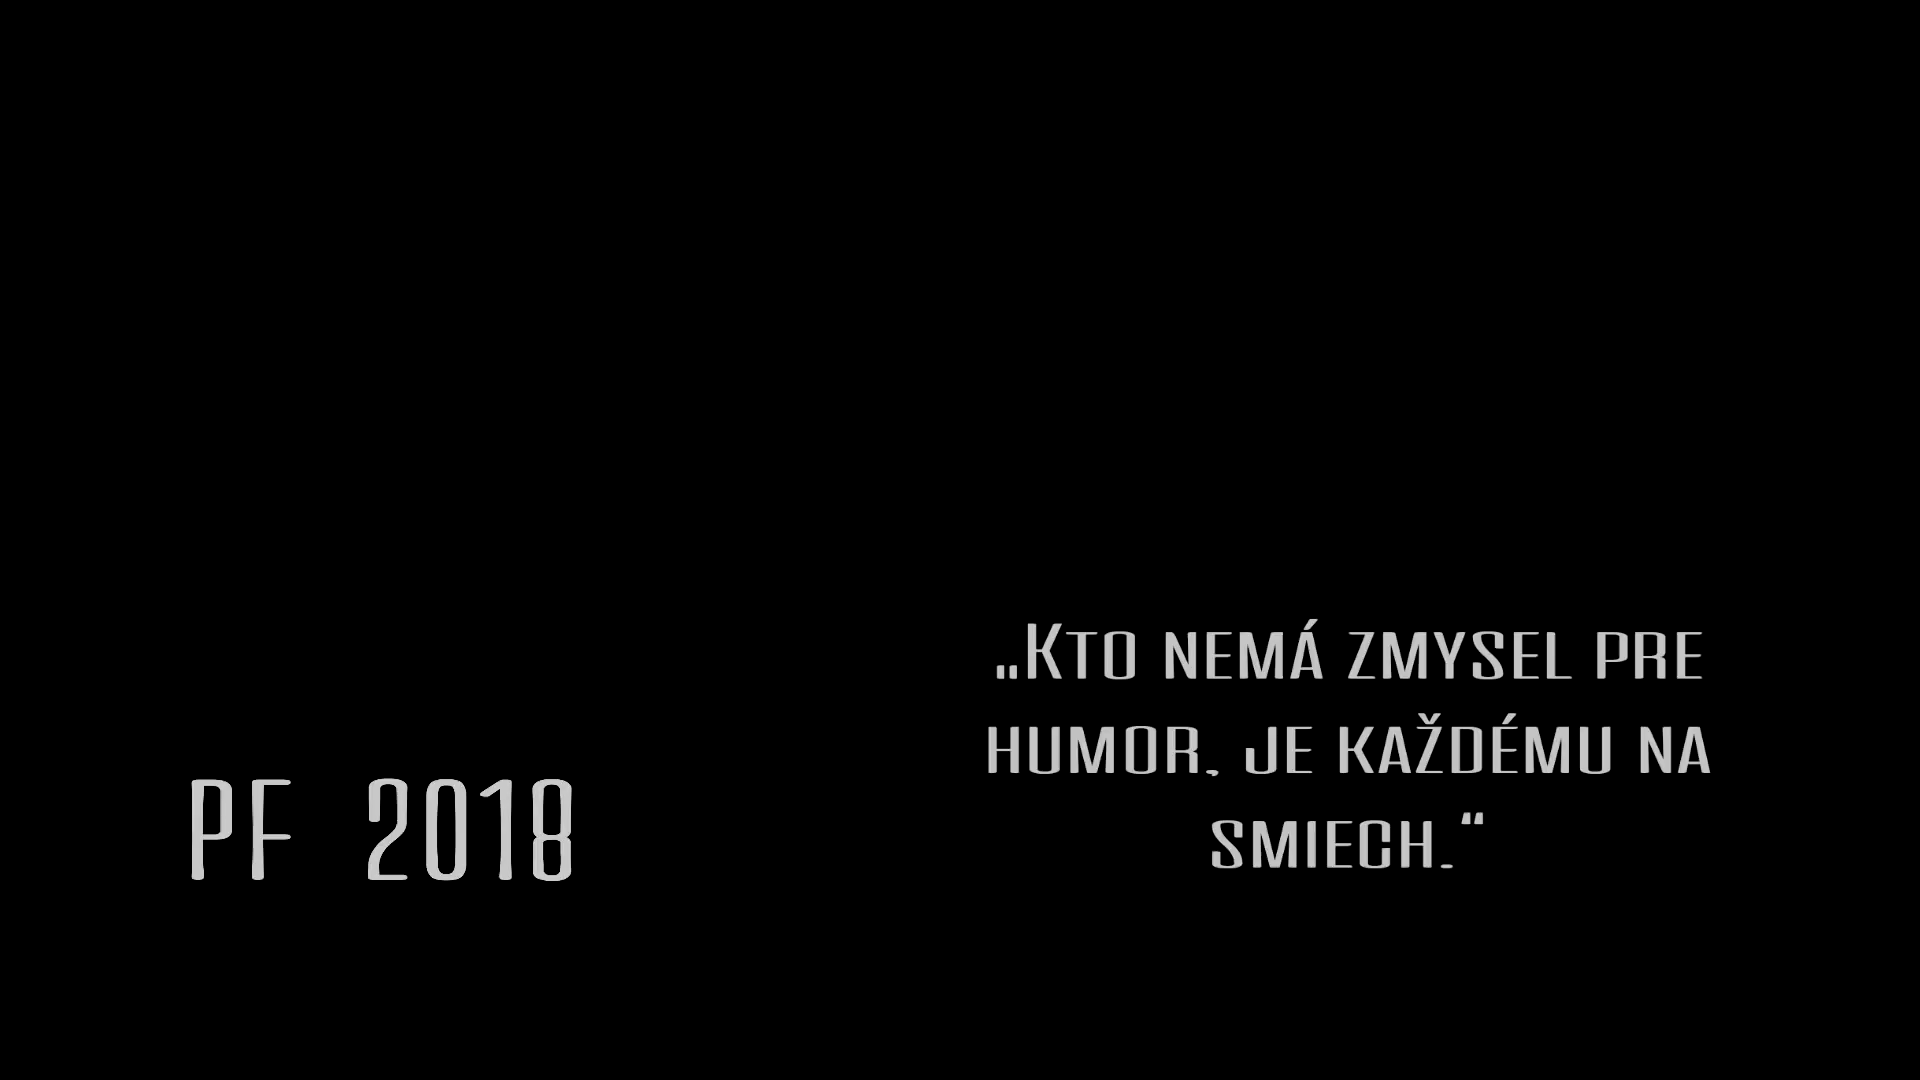 PF 2018
„Kto nemá zmysel pre
humor, je každému na
smiech.“